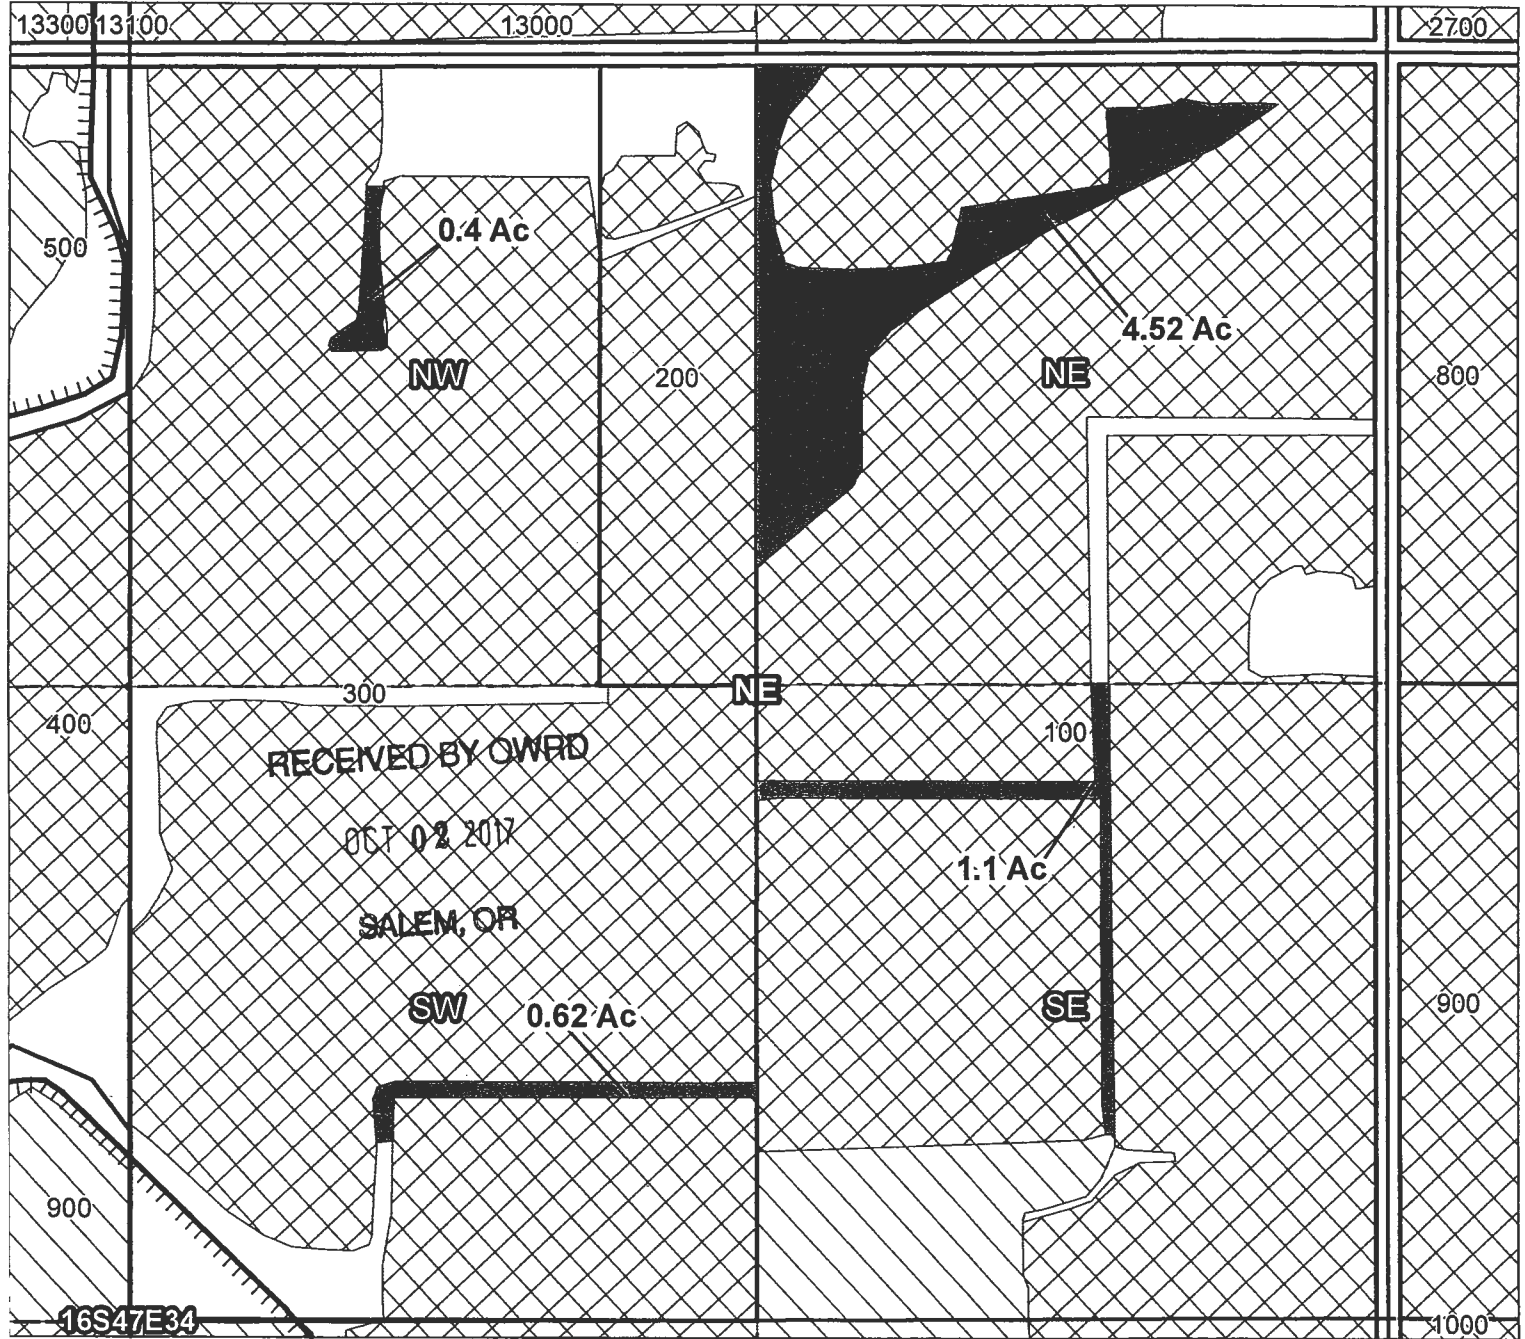 13300 13100 13000 2700
500
0.4 Ac
4.52 Ac
NW 200 NE 800
300 NE
400 100
RECEIVED BY OWRD
OCT 02 2017
1.1 Ac
SALEM, OR
SW 0.62 Ac SE 900
900
16S47E34 1000